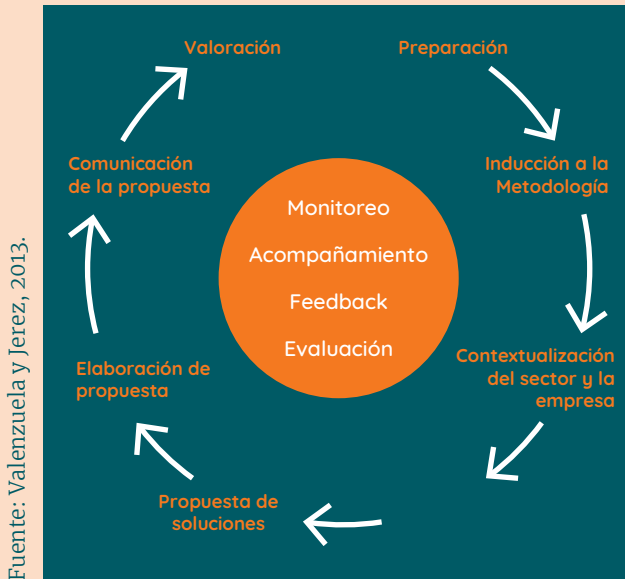 Valoración
Preparación
Inducción a la
Metodología
Contextualización
del sector y la
empresa
Propuesta de
soluciones
Elaboración de
propuesta
Comunicación
de la propuesta
Monitoreo
Acompañamiento
Feedback
Evaluación
Fuente: Valenzuela y Jerez, 2013.